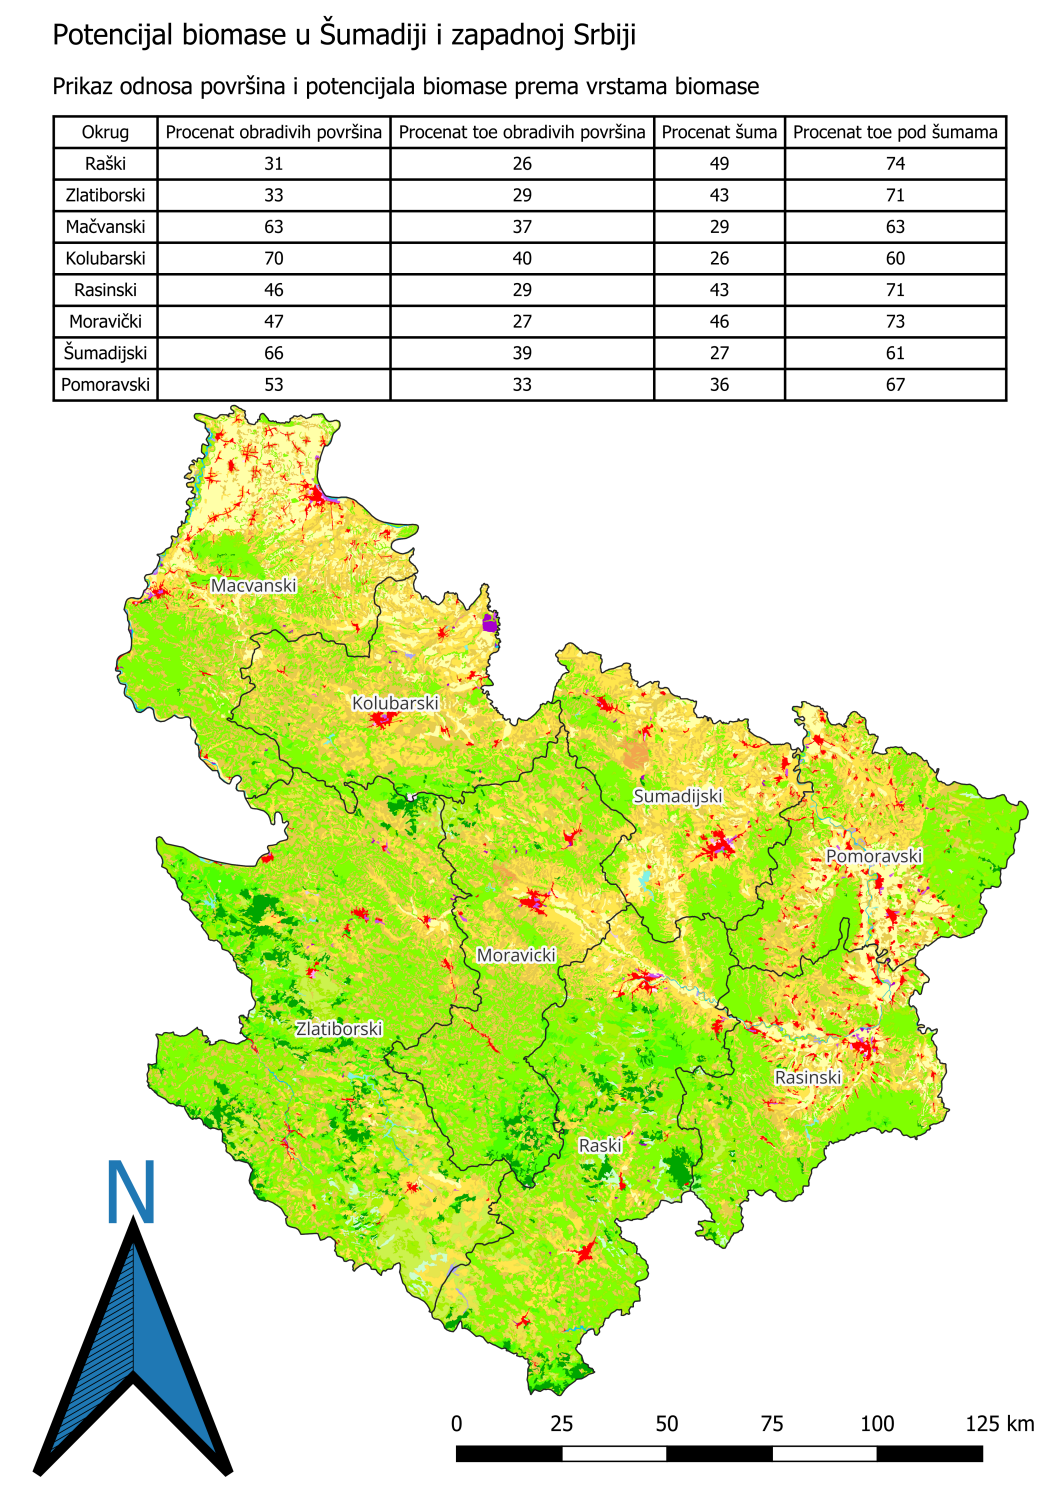 Potencijal biomase u Šumadiji i zapadnoj Srbiji
Prikaz odnosa površina i potencijala biomase prema vrstama biomase
Okrug Procenat obradivih površina Procenat toe obradivih površina Procenat šuma Procenat toe pod šumama
Raški 31 26 49 74
Zlatiborski 33 29 43 71
Mačvanski 63 37 29 63
Kolubarski 70 40 26 60
Rasinski 46 29 43 71
Moravički 47 27 46 73
Šumadijski 66 39 27 61
Pomoravski 53 33 36 67
Macvanski
Kolubarski
Sumadijski
Pomoravski
Moravicki
Zlatiborski
Rasinski
Raski
N
0 25 50 75 100 125 km